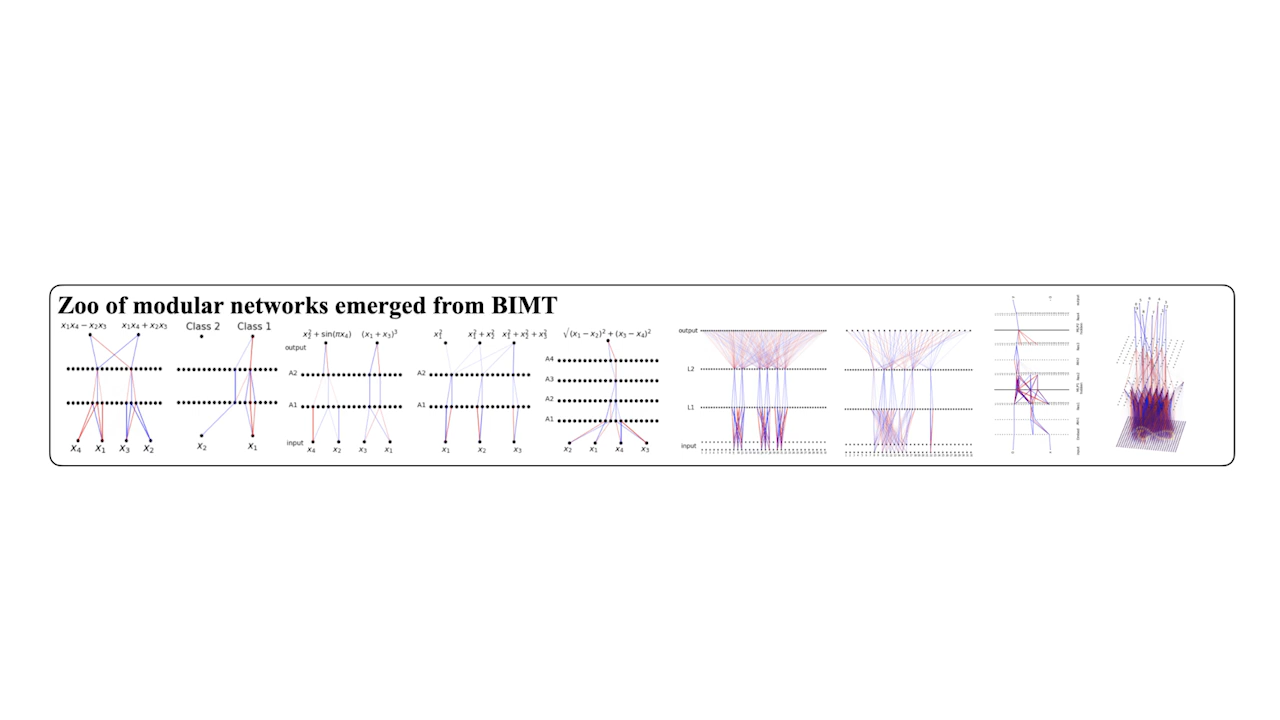 Zoo of modular networks emerged from BIMT
x₁x₄ − x₂x₃ x₁x₄ + x₂x₃
x₄ x₁ x₃ x₂
Class 2 Class 1
x₂ x₁
x₂² + sin(πx₄) (x₁ + x₃)³
output
A2
A1
input
x₄ x₂ x₃ x₁
x₁² x₁² + x₂² x₁² + x₂² + x₃²
A2
A1
x₁ x₂ x₃
√(x₁ − x₂)² + (x₃ − x₄)²
A4
A3
A2
A1
x₂ x₁ x₄ x₃
output
L2
L1
input